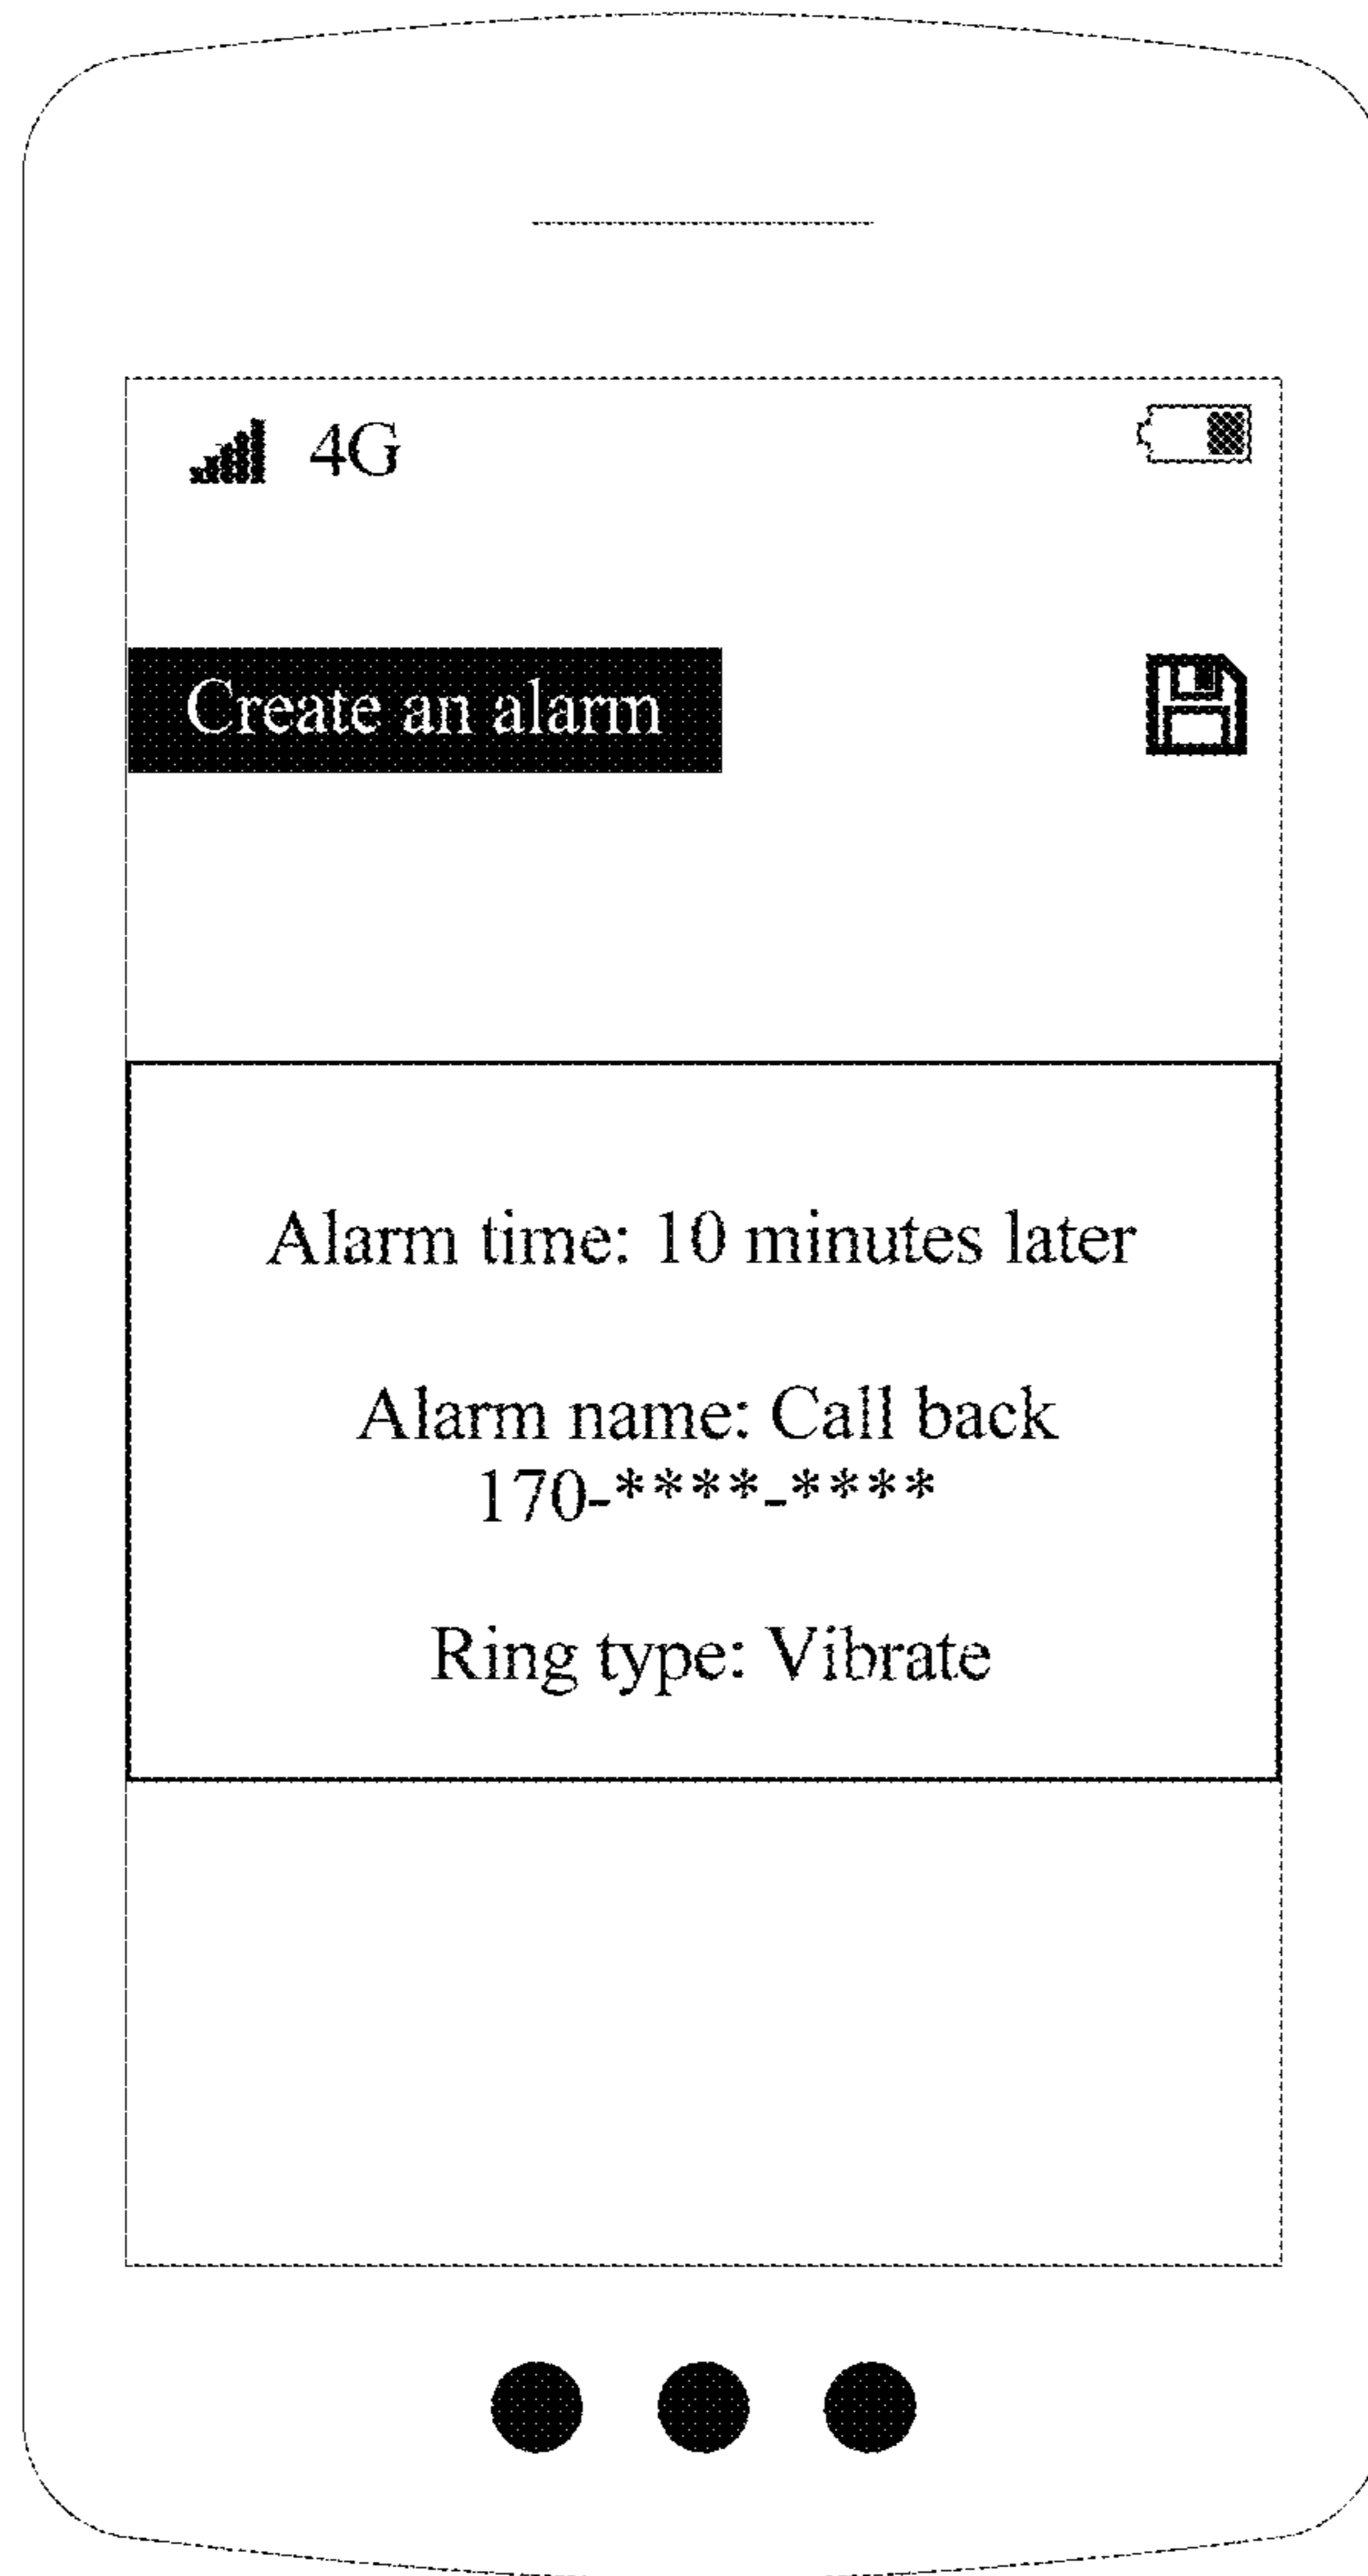 4G
Create an alarm
Alarm time: 10 minutes later
Alarm name: Call back
170-****-****
Ring type: Vibrate